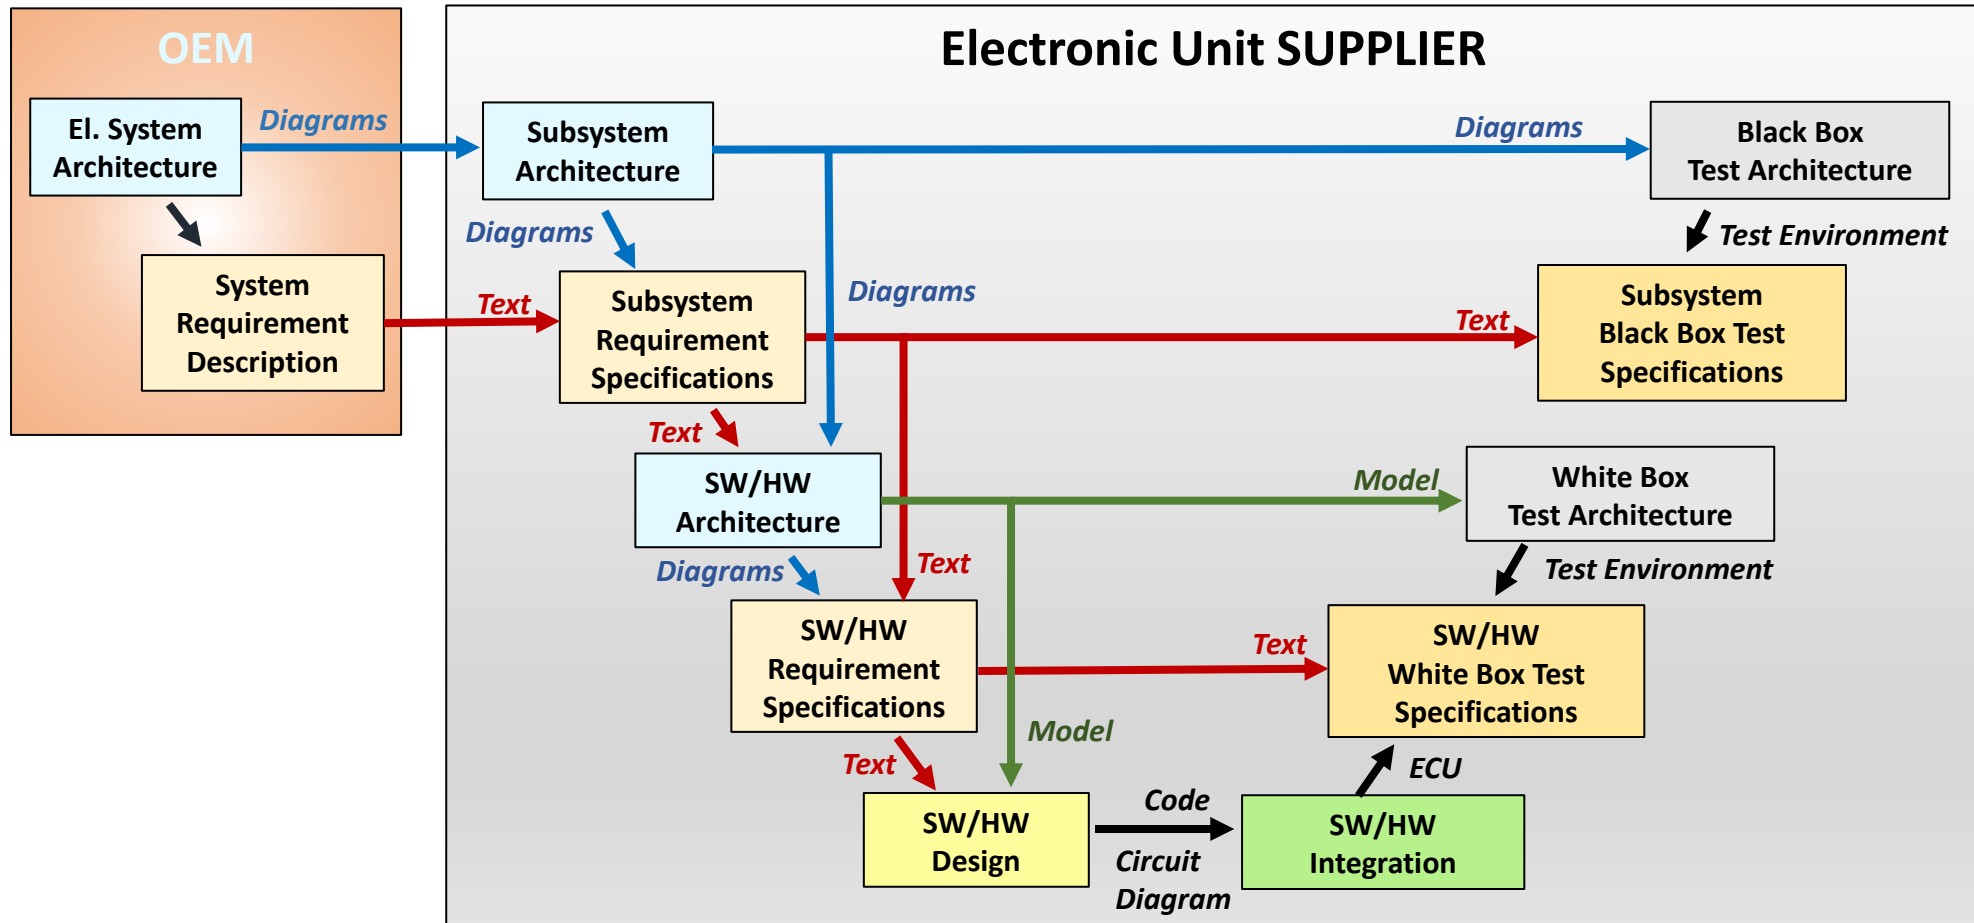 OEM
Electronic Unit SUPPLIER
El. System
Architecture
Diagrams
Subsystem
Architecture
Diagrams
Black Box
Test Architecture
Diagrams
Test Environment
System
Requirement
Description
Text
Subsystem
Requirement
Specifications
Diagrams
Text
Subsystem
Black Box Test
Specifications
Text
SW/HW
Architecture
Model
White Box
Test Architecture
Diagrams
Text
Test Environment
SW/HW
Requirement
Specifications
Text
SW/HW
White Box Test
Specifications
Model
Text
ECU
SW/HW
Design
Code
Circuit
Diagram
SW/HW
Integration